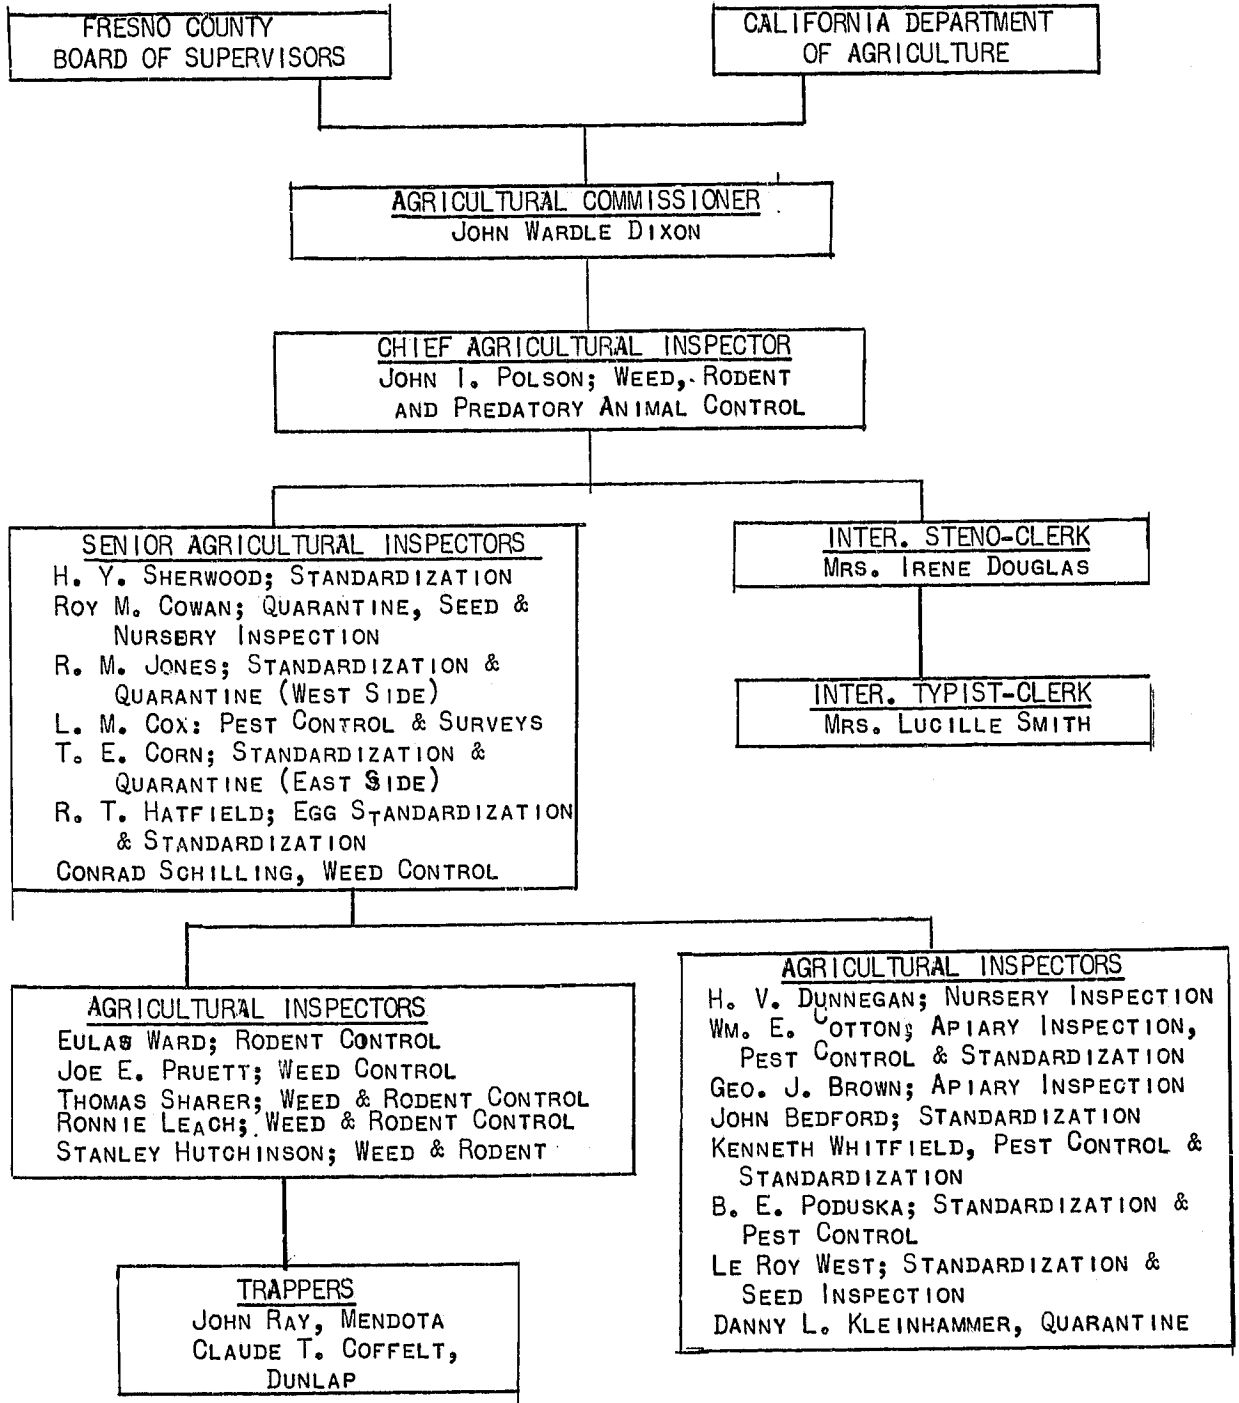 FRESNO COUNTY
BOARD OF SUPERVISORS
CALIFORNIA DEPARTMENT
OF AGRICULTURE
AGRICULTURAL COMMISSIONER
JOHN WARDLE DIXON
CHIEF AGRICULTURAL INSPECTOR
JOHN I. POLSON; WEED, RODENT
AND PREDATORY ANIMAL CONTROL
SENIOR AGRICULTURAL INSPECTORS
H. Y. SHERWOOD; STANDARDIZATION
ROY M. COWAN; QUARANTINE, SEED &
NURSERY INSPECTION
R. M. JONES; STANDARDIZATION &
QUARANTINE (WEST SIDE)
L. M. COX: PEST CONTROL & SURVEYS
T. E. CORN; STANDARDIZATION &
QUARANTINE (EAST SIDE)
R. T. HATFIELD; EGG STANDARDIZATION
& STANDARDIZATION
CONRAD SCHILLING, WEED CONTROL
INTER. STENO-CLERK
MRS. IRENE DOUGLAS
INTER. TYPIST-CLERK
MRS. LUCILLE SMITH
AGRICULTURAL INSPECTORS
EULAS WARD; RODENT CONTROL
JOE E. PRUETT; WEED CONTROL
THOMAS SHARER; WEED & RODENT CONTROL
RONNIE LEACH; WEED & RODENT CONTROL
STANLEY HUTCHINSON; WEED & RODENT
AGRICULTURAL INSPECTORS
H. V. DUNNEGAN; NURSERY INSPECTION
WM. E. COTTON; APIARY INSPECTION,
PEST CONTROL & STANDARDIZATION
GEO. J. BROWN; APIARY INSPECTION
JOHN BEDFORD; STANDARDIZATION
KENNETH WHITFIELD, PEST CONTROL &
STANDARDIZATION
B. E. PODUSKA; STANDARDIZATION &
PEST CONTROL
LE ROY WEST; STANDARDIZATION &
SEED INSPECTION
DANNY L. KLEINHAMMER, QUARANTINE
TRAPPERS
JOHN RAY, MENDOTA
CLAUDE T. COFFELT,
DUNLAP